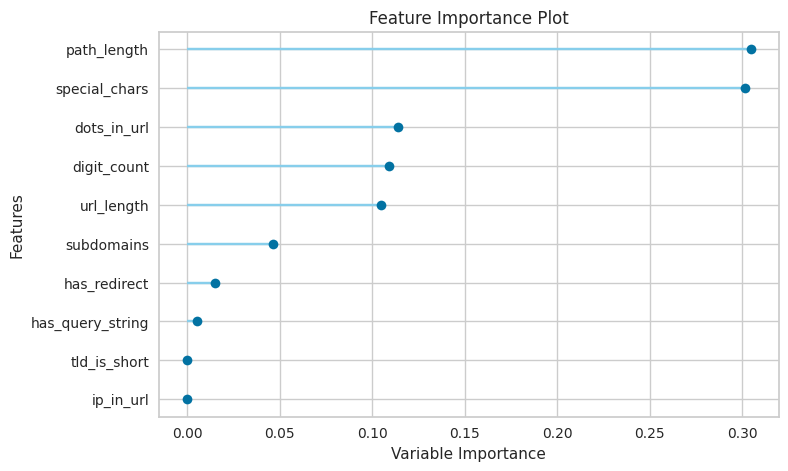 Feature Importance Plot
Features
path_length
special_chars
dots_in_url
digit_count
url_length
subdomains
has_redirect
has_query_string
tld_is_short
ip_in_url
0.00 0.05 0.10 0.15 0.20 0.25 0.30
Variable Importance